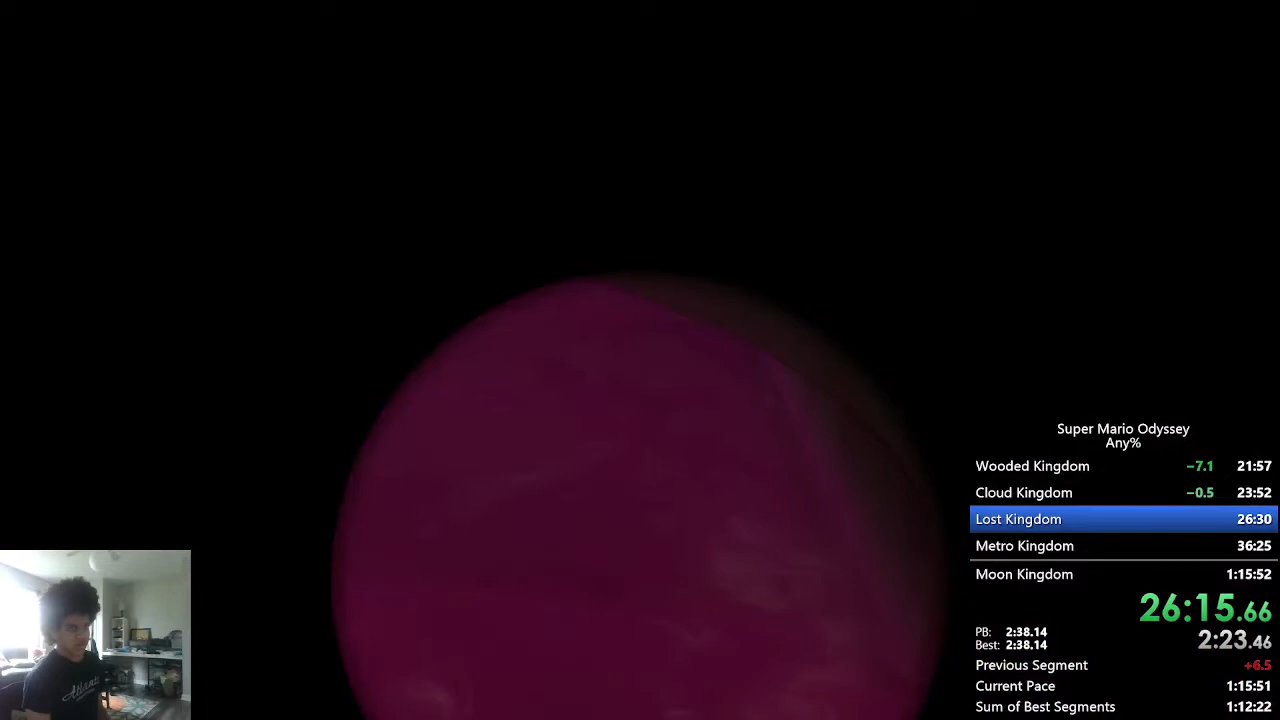 Super Mario Odyssey
Any%
Wooded Kingdom -7.1 21:57
Cloud Kingdom -0.5 23:52
Lost Kingdom 26:30
Metro Kingdom 36:25
Moon Kingdom 1:15:52
26:15.66
PB: 2:38.14
Best: 2:38.14
2:23.46
Previous Segment +6.5
Current Pace 1:15:51
Sum of Best Segments 1:12:22